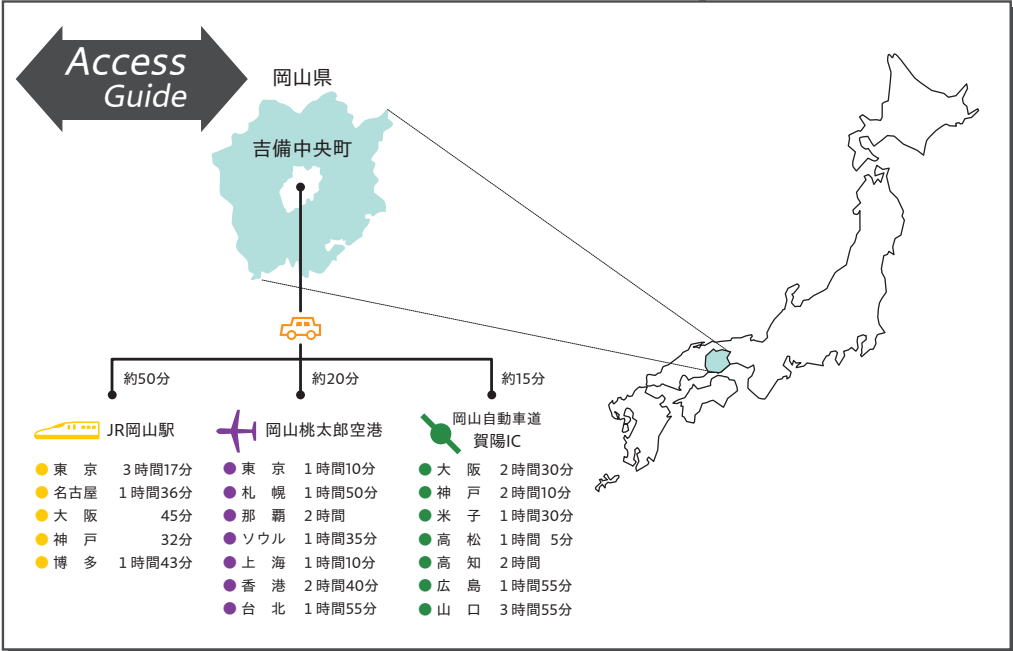 Access
Guide
岡山県
吉備中央町
約50分
約20分
約15分
JR岡山駅
東 京 3時間17分
名古屋 1時間36分
大 阪 45分
神 戸 32分
博 多 1時間43分
岡山桃太郎空港
東 京 1時間10分
札 幌 1時間50分
那 覇 2時間
ソウル 1時間35分
上 海 1時間10分
香 港 2時間40分
台 北 1時間55分
岡山自動車道
賀陽IC
大 阪 2時間30分
神 戸 2時間10分
米 子 1時間30分
高 松 1時間 5分
高 知 2時間
広 島 1時間55分
山 口 3時間55分